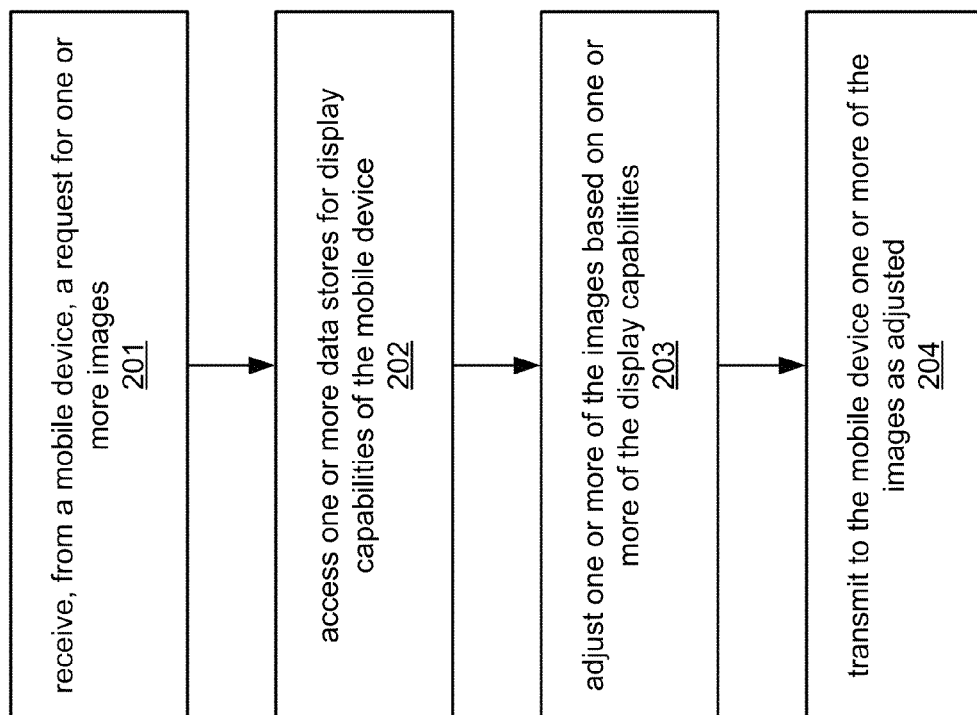 receive, from a mobile device, a request for one or
more images
201
access one or more data stores for display
capabilities of the mobile device
202
adjust one or more of the images based on one or
more of the display capabilities
203
transmit to the mobile device one or more of the
images as adjusted
204